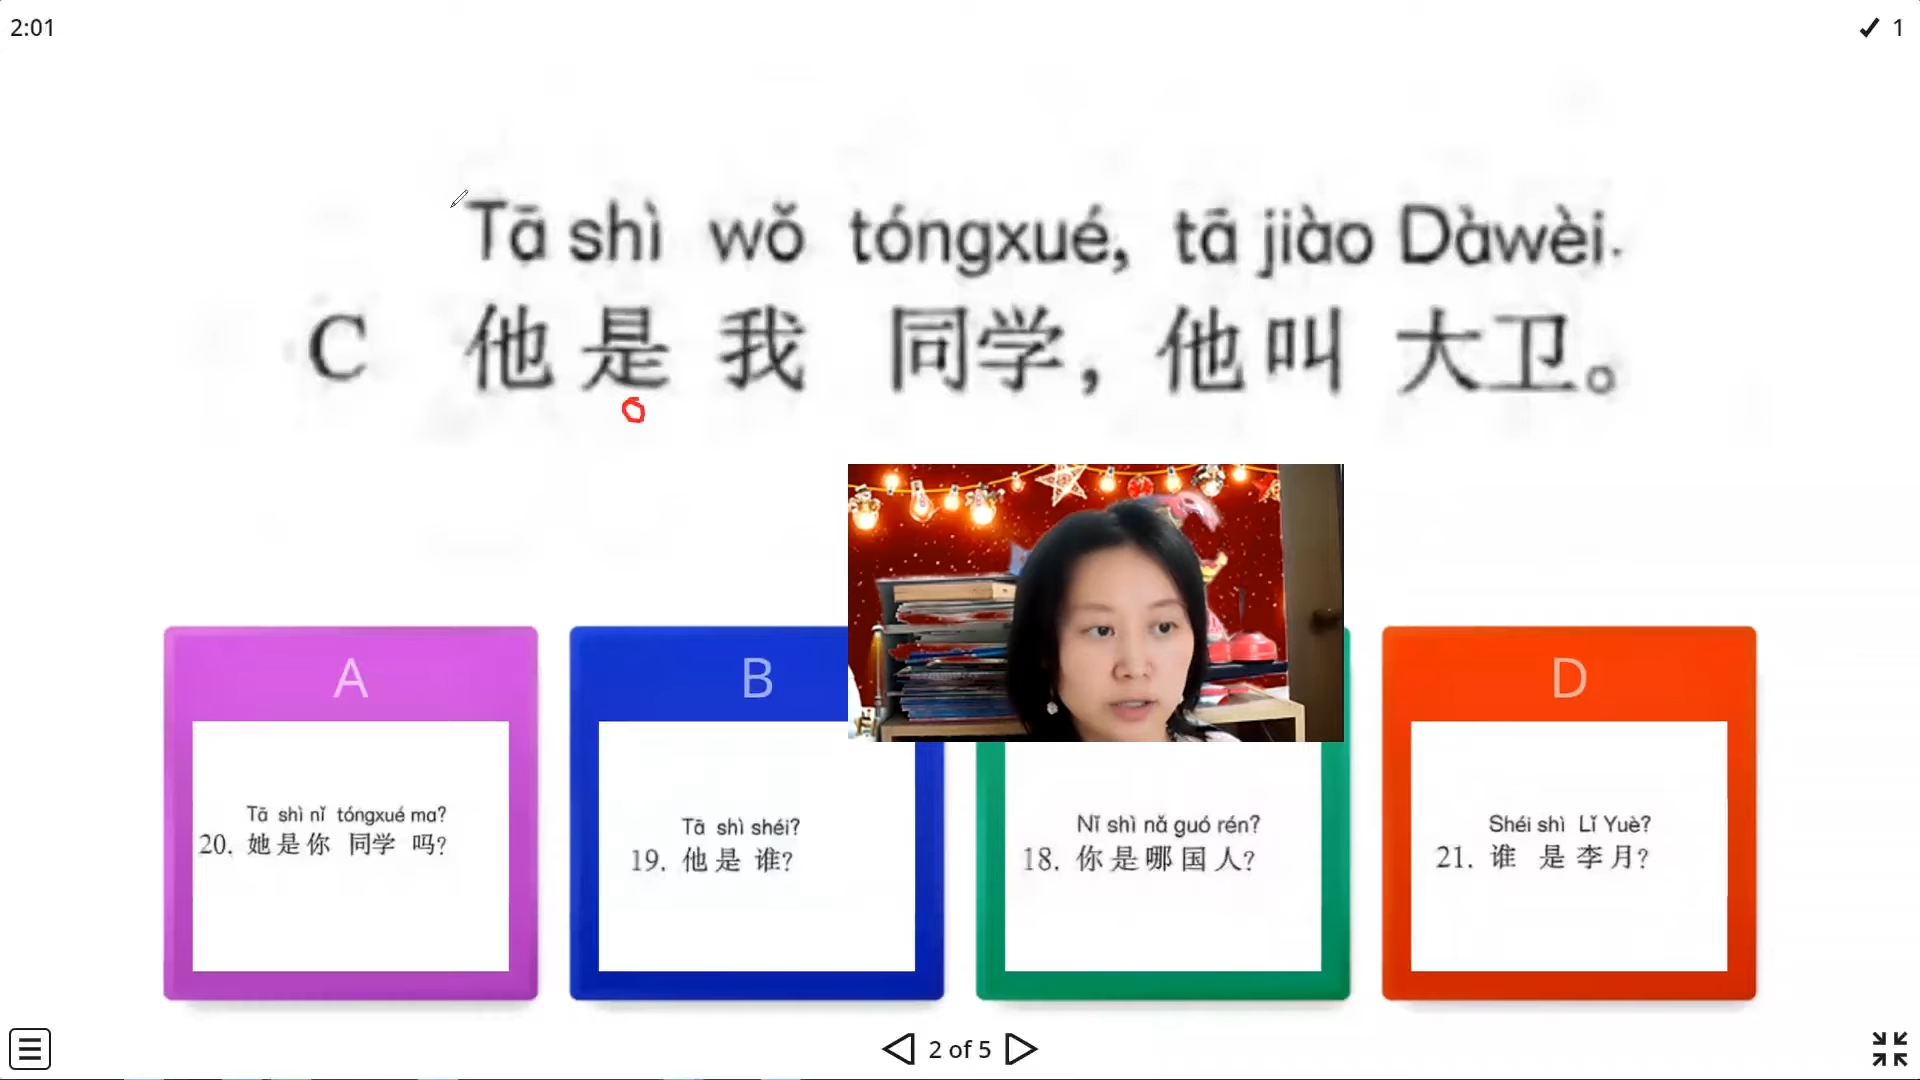 2:01
✓ 1
Tā shì wǒ tóngxué, tā jiào Dàwèi.
C 他是我同学，他叫大卫。
A
Tā shì nǐ tóngxué ma?
20. 她是你同学吗?
B
Tā shì shéi?
19. 他是谁?
Nǐ shì nǎ guó rén?
18. 你是哪国人?
D
Shéi shì Lǐ Yuè?
21. 谁是李月?
2 of 5